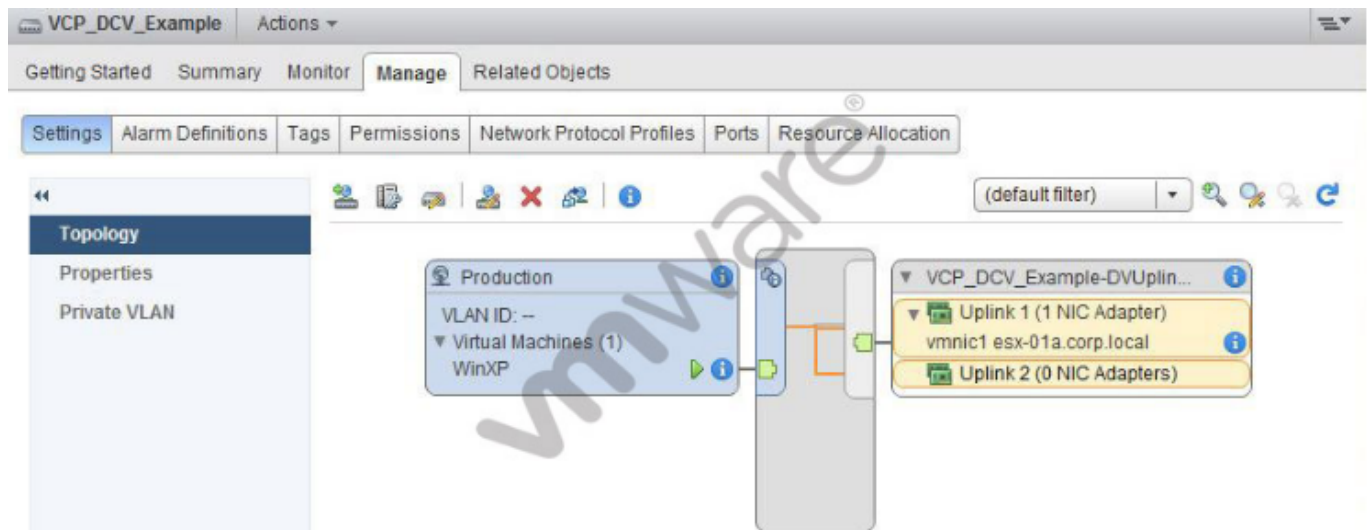 VCP_DCV_Example Actions
Getting Started Summary Monitor Manage Related Objects
Settings Alarm Definitions Tags Permissions Network Protocol Profiles Ports Resource Allocation
(default filter)
Topology
Properties
Private VLAN
Production
VLAN ID: --
Virtual Machines (1)
WinXP
VCP_DCV_Example-DVUplin...
Uplink 1 (1 NIC Adapter)
vmnic1 esx-01a.corp.local
Uplink 2 (0 NIC Adapters)
vmware®